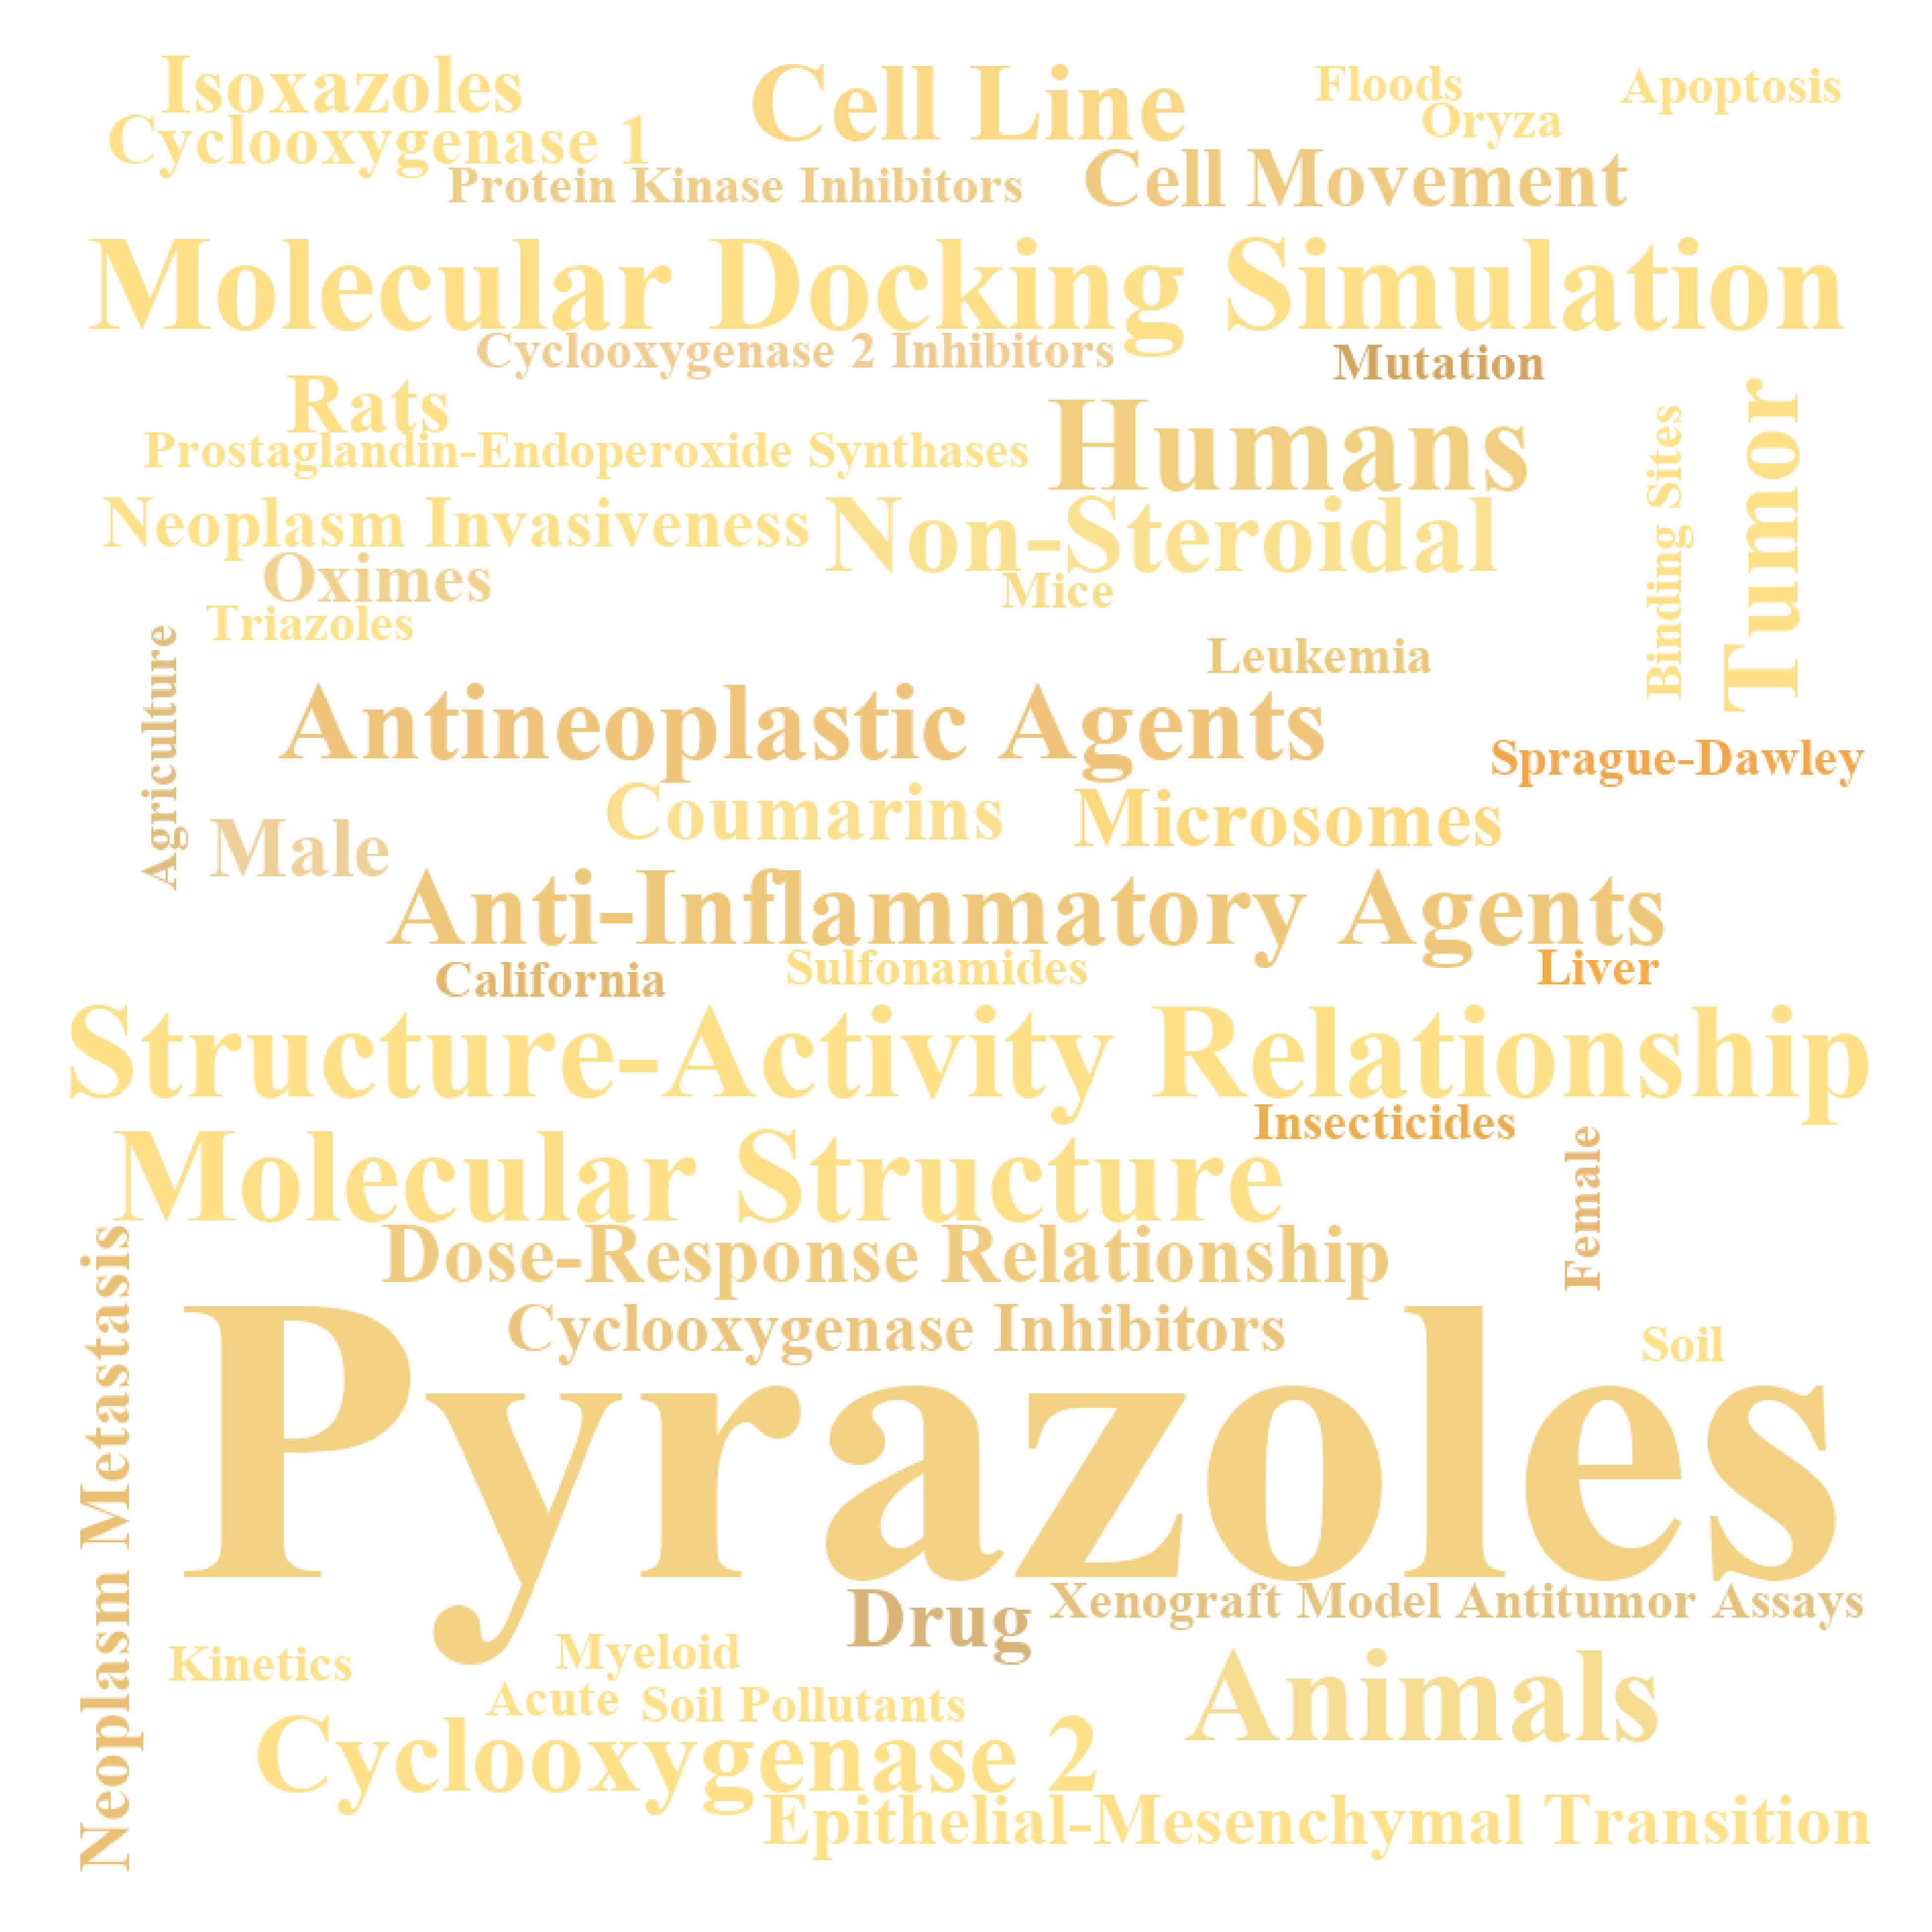 Isoxazoles
Cell Line
Floods
Apoptosis
Oryza
Cyclooxygenase 1
Protein Kinase Inhibitors
Cell Movement
Molecular Docking Simulation
Cyclooxygenase 2 Inhibitors
Mutation
Rats
Humans
Tumor
Binding Sites
Prostaglandin-Endoperoxide Synthases
Neoplasm Invasiveness
Non-Steroidal
Oximes
Mice
Triazoles
Agriculture
Leukemia
Antineoplastic Agents
Sprague-Dawley
Coumarins
Microsomes
Male
Anti-Inflammatory Agents
California
Sulfonamides
Liver
Structure-Activity Relationship
Insecticides
Female
Molecular Structure
Neoplasm Metastasis
Dose-Response Relationship
Cyclooxygenase Inhibitors
Soil
Pyrazoles
Drug
Xenograft Model Antitumor Assays
Kinetics
Myeloid
Animals
Acute
Soil Pollutants
Cyclooxygenase 2
Epithelial-Mesenchymal Transition